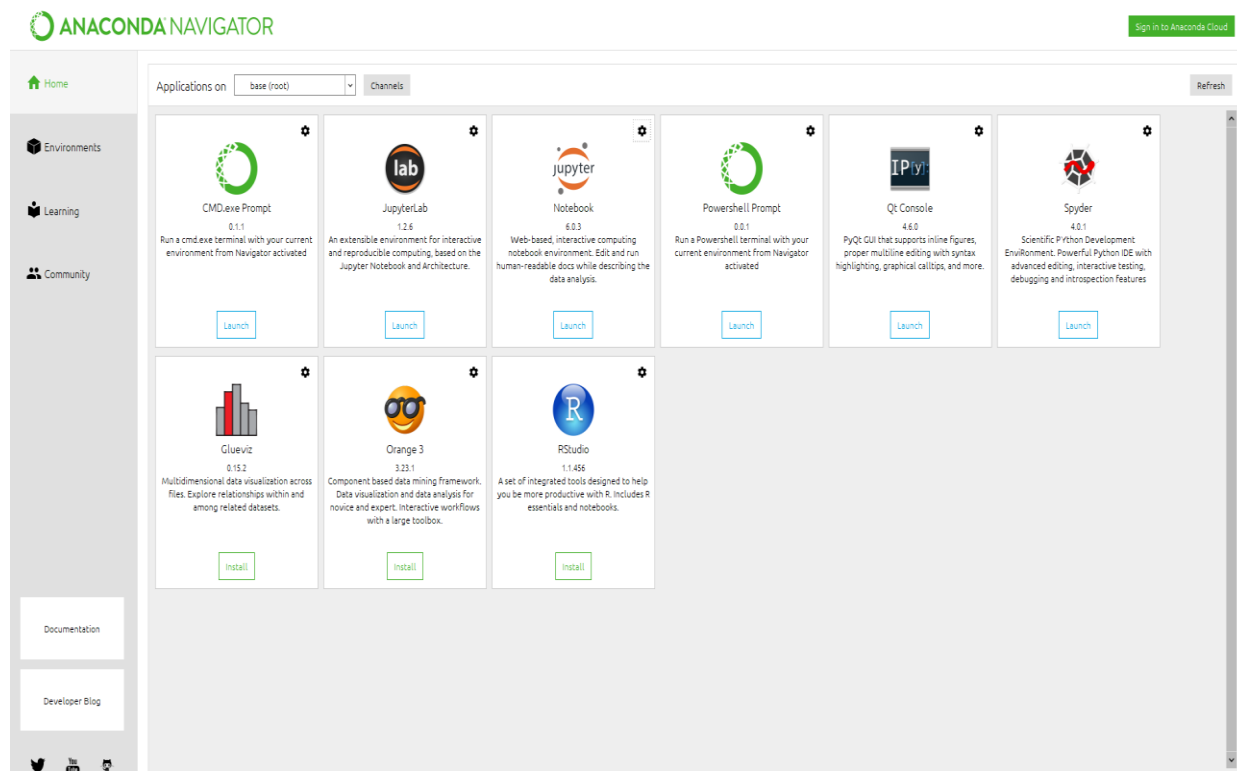 ANACONDA NAVIGATOR
Sign in to Anaconda Cloud
Home
Applications on base (root) Channels
Refresh
Environments
Learning
Community
CMD.exe Prompt
0.1.1
Run a cmd.exe terminal with your current
environment from Navigator activated
Launch
lab
JupyterLab
1.2.6
An extensible environment for interactive
and reproducible computing, based on the
Jupyter Notebook and Architecture.
Launch
jupyter
Notebook
6.0.3
Web-based, interactive computing
notebook environment. Edit and run
human-readable docs while describing the
data analysis.
Launch
Powershell Prompt
0.0.1
Run a Powershell terminal with your
current environment from Navigator
activated
Launch
IP[y]:
Qt Console
4.6.0
PyQt GUI that supports inline figures,
proper multiline editing with syntax
highlighting, graphical calltips, and more.
Launch
Spyder
4.0.1
Scientific PYthon Development
EnviRonment. Powerful Python IDE with
advanced editing, interactive testing,
debugging and introspection features
Launch
Glueviz
0.15.2
Multidimensional data visualization across
files. Explore relationships within and
among related datasets.
Install
Orange 3
3.23.1
Component based data mining framework.
Data visualization and data analysis for
novice and expert. Interactive workflows
with a large toolbox.
Install
R
RStudio
1.1.456
A set of integrated tools designed to help
you be more productive with R. Includes R
essentials and notebooks.
Install
Documentation
Developer Blog
You